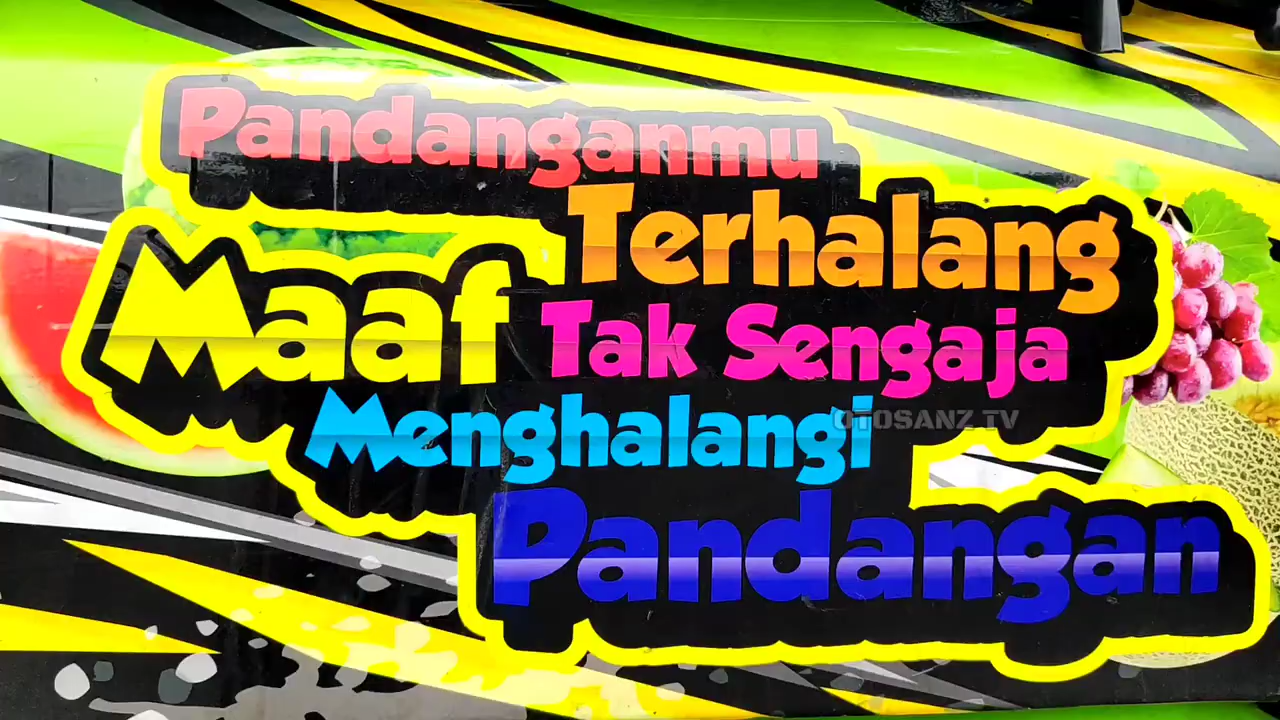 Pandanganmu
Terhalang
Maaf Tak Sengaja
Menghalangi
Pandangan
OTOSANZ TV